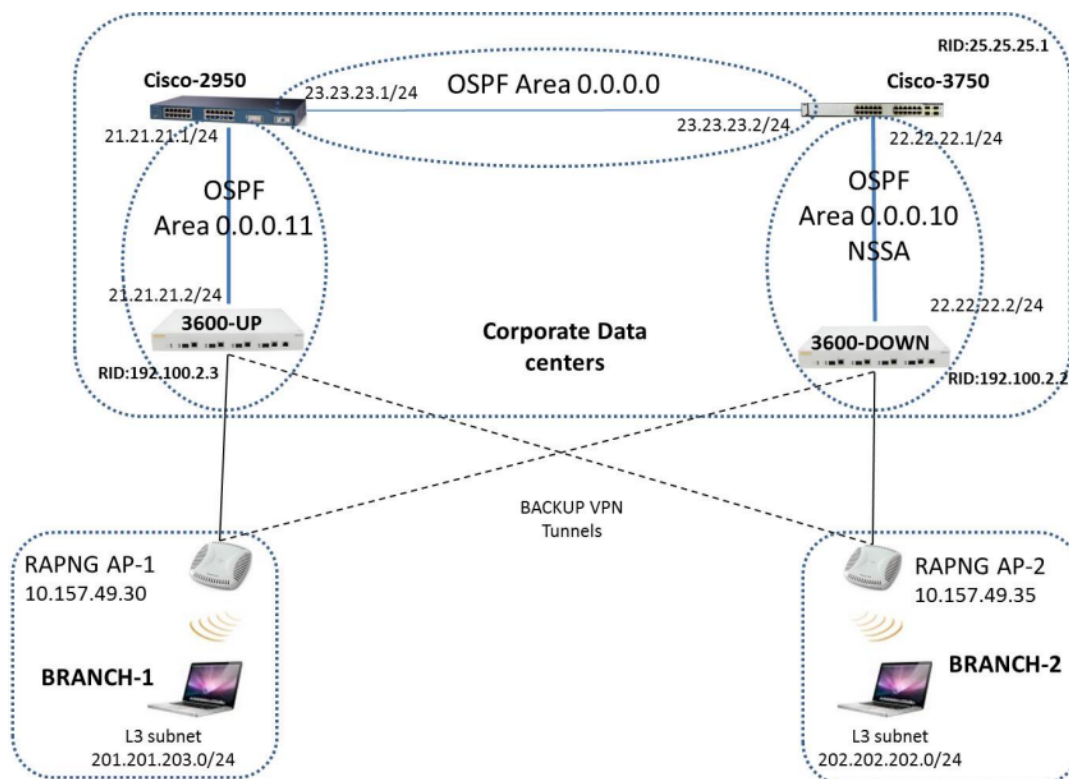 RID:25.25.25.1
Cisco-2950
OSPF Area 0.0.0.0
Cisco-3750
23.23.23.1/24
23.23.23.2/24
21.21.21.1/24
22.22.22.1/24
OSPF
Area 0.0.0.11
OSPF
Area 0.0.0.10
NSSA
21.21.21.2/24
22.22.22.2/24
3600-UP
Corporate Data
centers
3600-DOWN
RID:192.100.2.3
RID:192.100.2.2
BACKUP VPN
Tunnels
RAPNG AP-1
10.157.49.30
RAPNG AP-2
10.157.49.35
BRANCH-1
BRANCH-2
L3 subnet
201.201.203.0/24
L3 subnet
202.202.202.0/24